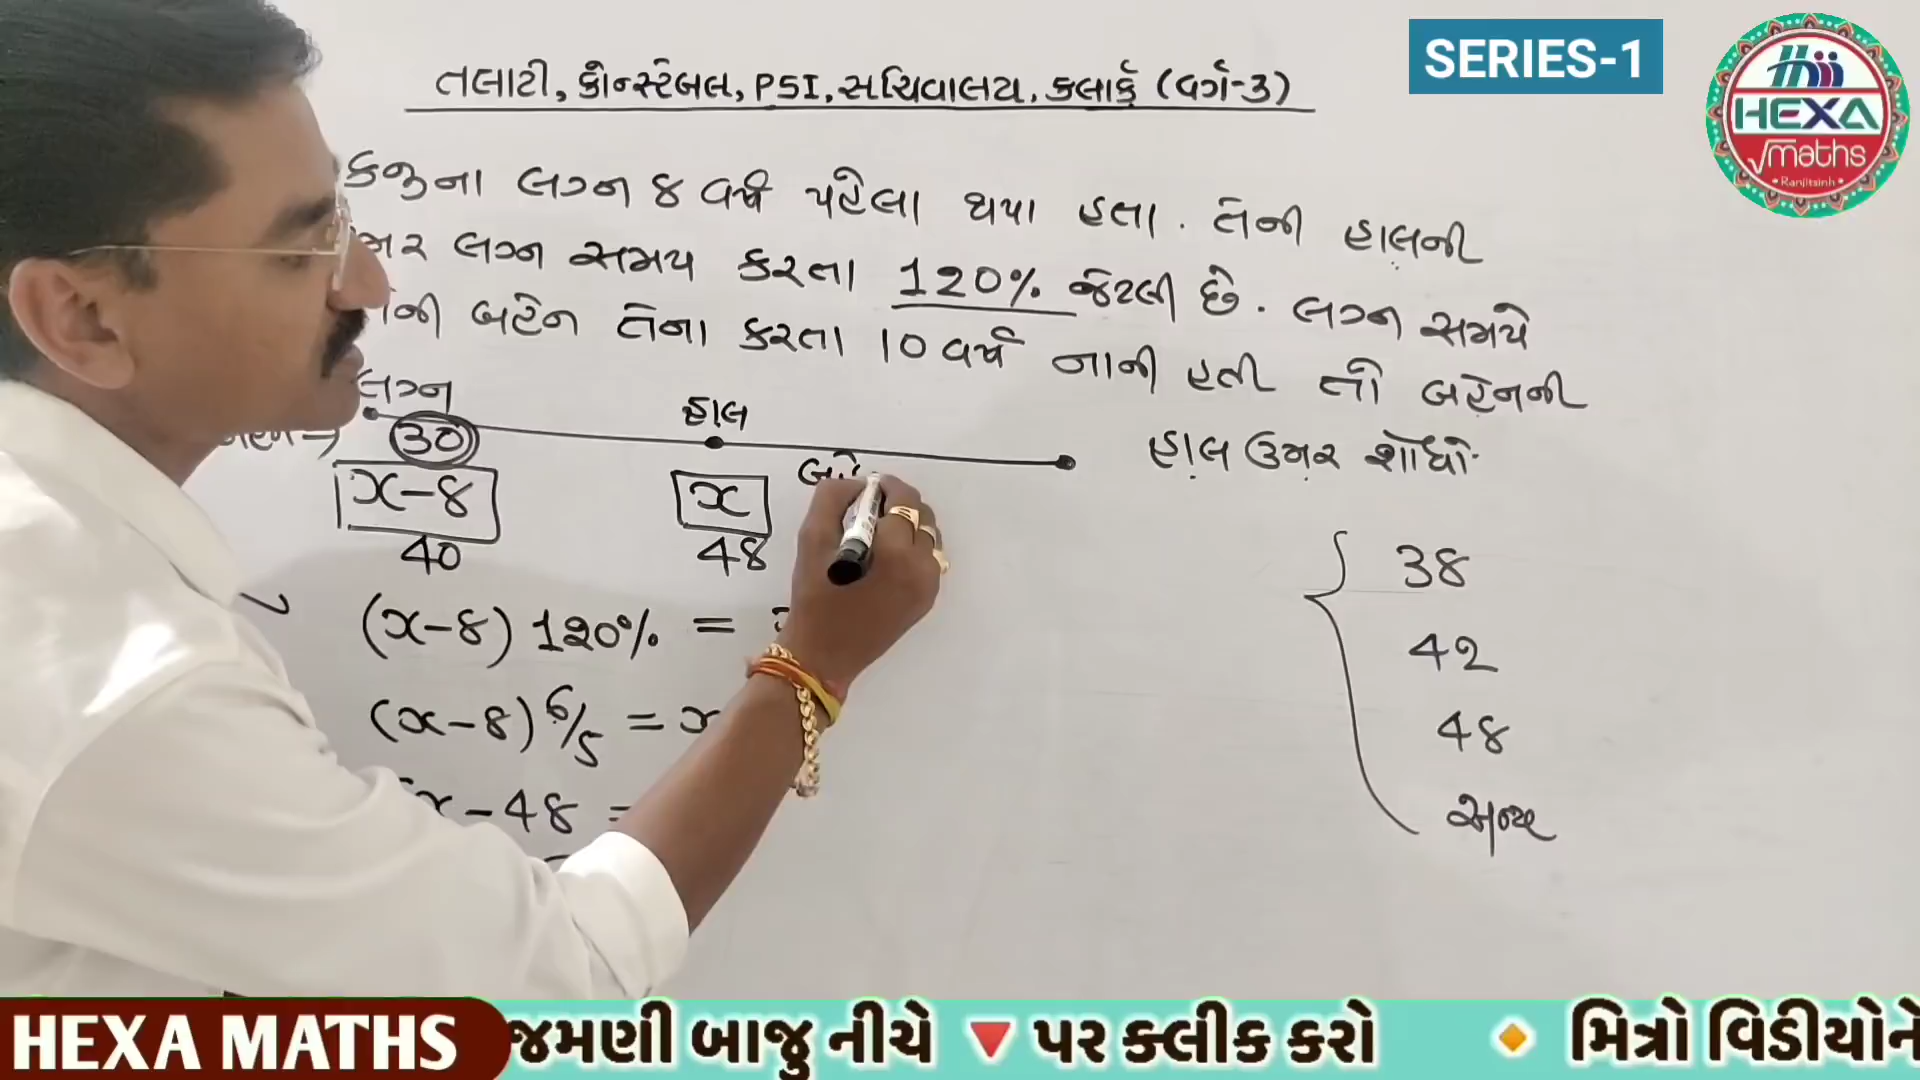 SERIES-1
HEXA
maths
Ranjitsinh
તલાટી, કોન્સ્ટેબલ, PSI, સચિવાલય, કલાર્ક (વર્ગ-૩)
લગ્ન 8 વર્ષ પહેલા થયા હતા. તેની હાલની
લગ્ન સમય કરતા 120% જેટલી છે. લગ્ન સમયે
બહેન તેના કરતા 10 વર્ષ નાની હતી તો બહેનની
હાલ ઉંમર શોધો.
લગ્ન
હાલ
30
x-8
x
40
48
(x-8) 120% =
(x-8) 6/5 = x
x - 48 =
38
42
48
અન્ય
HEXA MATHS
જમણી બાજુ નીચે 🔻પર ક્લીક કરો 🔸 મિત્રો વિડીયોને